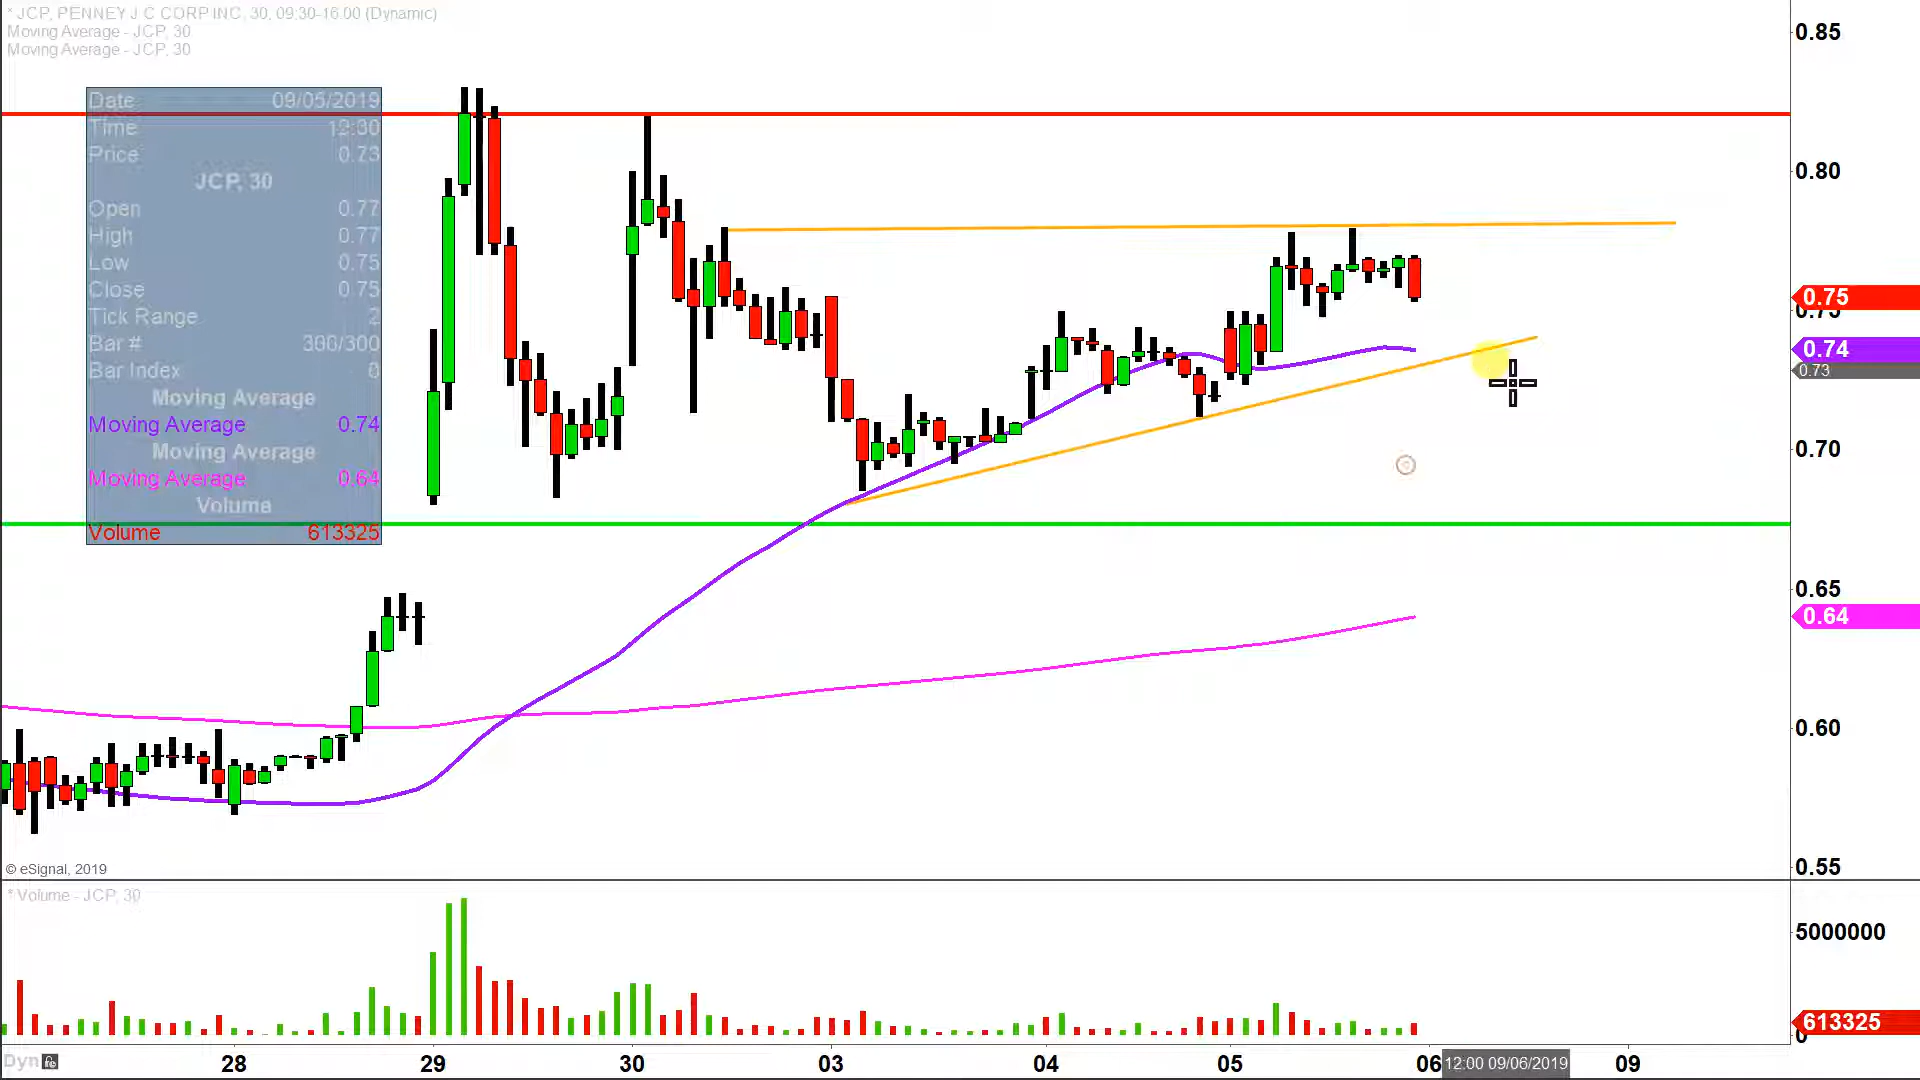 * JCP, PENNEY J C CORP INC, 30, 09:30-16:00 (Dynamic)
Moving Average - JCP, 30
Moving Average - JCP, 30
Date 09/05/2019
Time 12:30
Price 0.73
JCP, 30
Open 0.77
High 0.77
Low 0.75
Close 0.75
Tick Range 2
Bar # 300/300
Bar Index 0
Moving Average
Moving Average 0.74
Moving Average
Moving Average 0.64
Volume
Volume 613325
0.85
0.80
0.75
0.75
0.74
0.73
0.70
0.65
0.64
0.60
0.55
© eSignal, 2019
* Volume - JCP, 30
5000000
613325
0
Dyn
28 29 30 03 04 05 06 12:00 09/06/2019 09